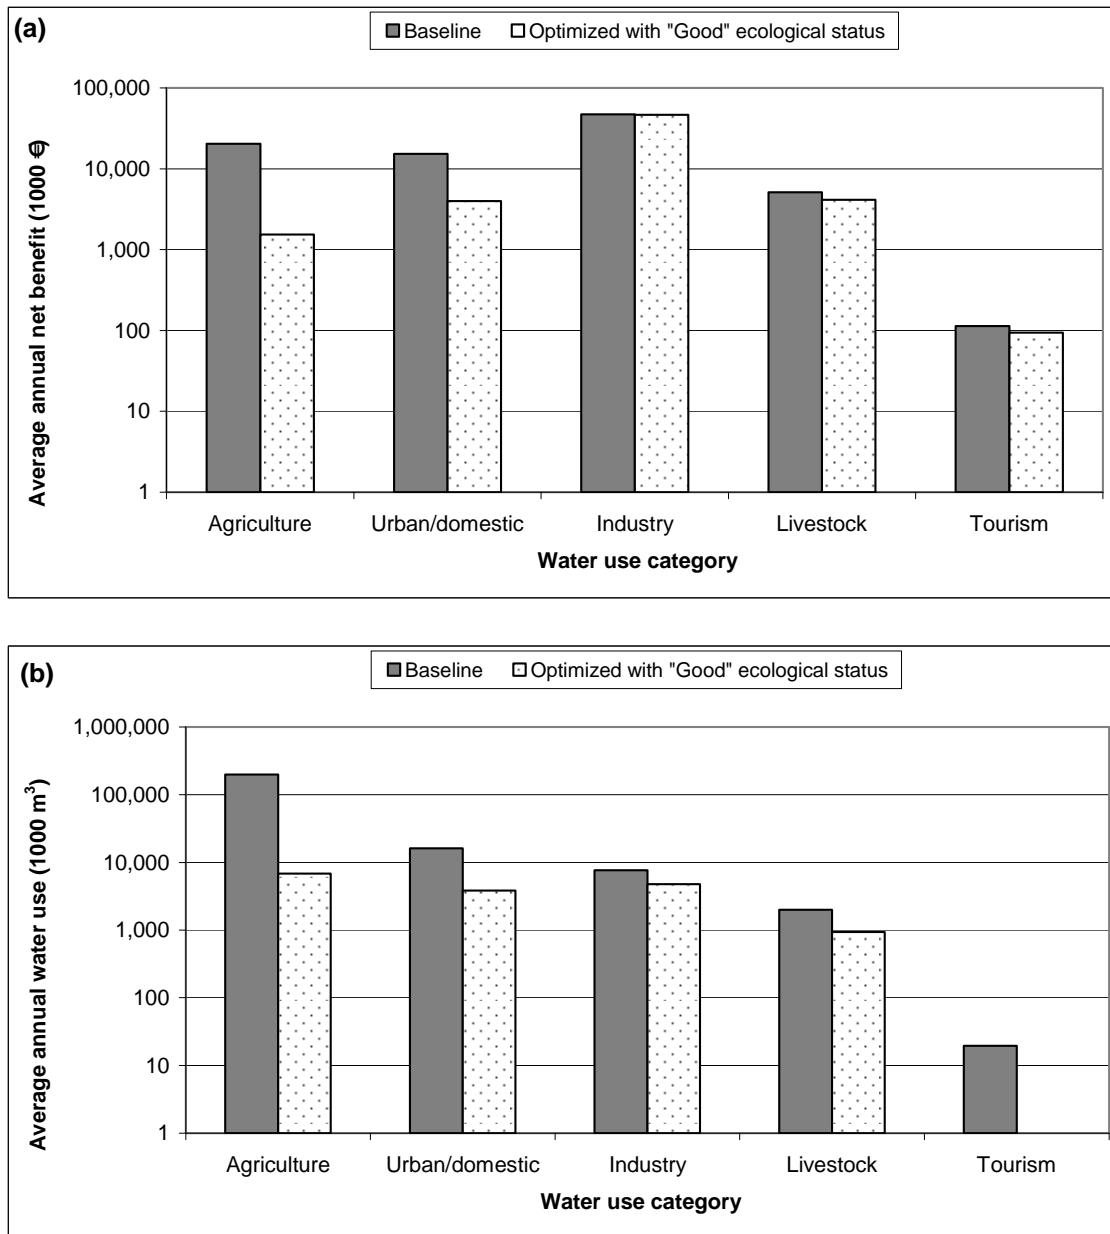 (a)
Baseline Optimized with "Good" ecological status
Average annual net benefit (1000 €)
100,000
10,000
1,000
100
10
1
Agriculture Urban/domestic Industry Livestock Tourism
Water use category
(b)
Baseline Optimized with "Good" ecological status
Average annual water use (1000 m³)
1,000,000
100,000
10,000
1,000
100
10
1
Agriculture Urban/domestic Industry Livestock Tourism
Water use category